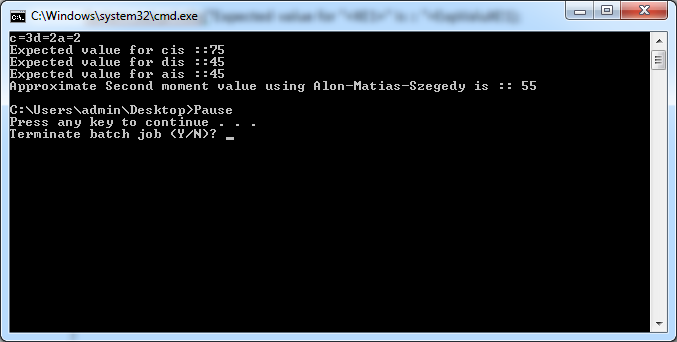 C:\Windows\system32\cmd.exe
c=3d=2a=2
Expected value for cis ::75
Expected value for dis ::45
Expected value for ais ::45
Approximate Second moment value using Alon-Matias-Szegedy is :: 55
C:\Users\admin\Desktop>Pause
Press any key to continue . . .
Terminate batch job (Y/N)? _